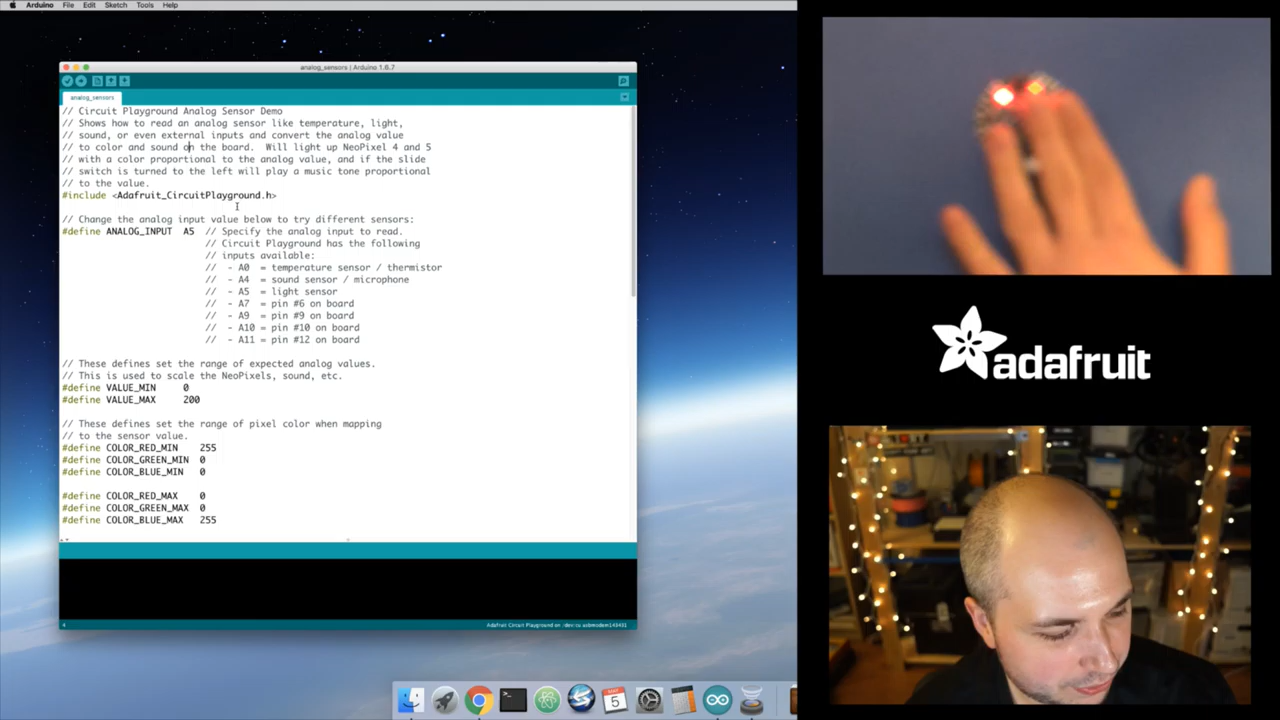 Arduino File Edit Sketch Tools Help
analog_sensors | Arduino 1.6.7
analog_sensors
// Circuit Playground Analog Sensor Demo
// Shows how to read an analog sensor like temperature, light,
// sound, or even external inputs and convert the analog value
// to color and sound on the board.  Will light up NeoPixel 4 and 5
// with a color proportional to the analog value, and if the slide
// switch is turned to the left will play a music tone proportional
// to the value.
#include <Adafruit_CircuitPlayground.h>
// Change the analog input value below to try different sensors:
#define ANALOG_INPUT  A5  // Specify the analog input to read.
// Circuit Playground has the following
// inputs available:
//  - A0  = temperature sensor / thermistor
//  - A4  = sound sensor / microphone
//  - A5  = light sensor
//  - A7  = pin #6 on board
//  - A9  = pin #9 on board
//  - A10 = pin #10 on board
//  - A11 = pin #12 on board
// These defines set the range of expected analog values.
// This is used to scale the NeoPixels, sound, etc.
#define VALUE_MIN     0
#define VALUE_MAX     200
// These defines set the range of pixel color when mapping
// to the sensor value.
#define COLOR_RED_MIN    255
#define COLOR_GREEN_MIN  0
#define COLOR_BLUE_MIN   0
#define COLOR_RED_MAX    0
#define COLOR_GREEN_MAX  0
#define COLOR_BLUE_MAX   255
4
Adafruit Circuit Playground on
adafruit
5